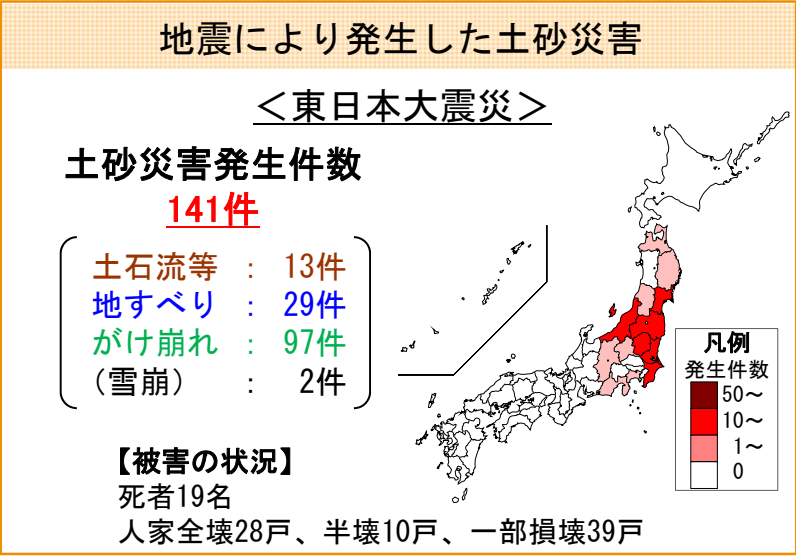 地震により発生した土砂災害
＜東日本大震災＞
土砂災害発生件数
141件
土石流等 ： 13件
地すべり ： 29件
がけ崩れ ： 97件
(雪崩) ： 2件
凡例
発生件数
50～
10～
1～
0
【被害の状況】
死者19名
人家全壊28戸、半壊10戸、一部損壊39戸